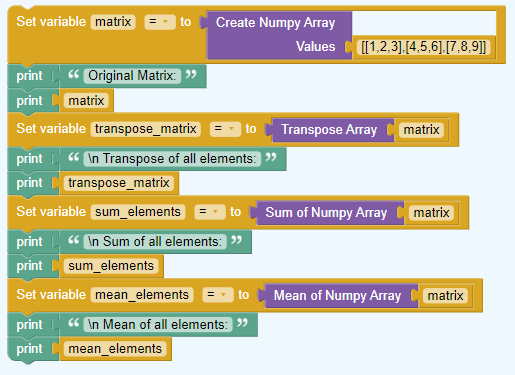 Set variable matrix = to Create Numpy Array
Values [[1,2,3],[4,5,6],[7,8,9]]
print “ Original Matrix: ”
print matrix
Set variable transpose_matrix = to Transpose Array matrix
print “ \n Transpose of all elements: ”
print transpose_matrix
Set variable sum_elements = to Sum of Numpy Array matrix
print “ \n Sum of all elements: ”
print sum_elements
Set variable mean_elements = to Mean of Numpy Array matrix
print “ \n Mean of all elements: ”
print mean_elements